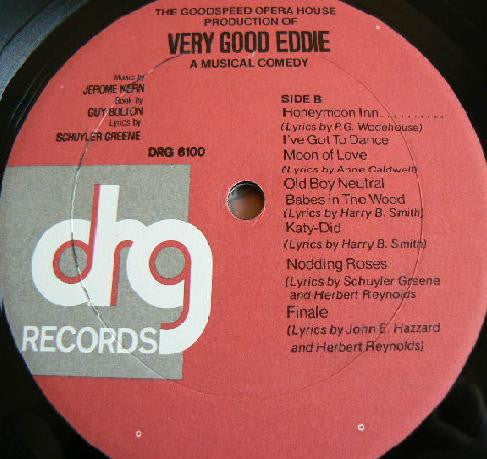 THE GOODSPEED OPERA HOUSE
PRODUCTION OF
VERY GOOD EDDIE
A MUSICAL COMEDY
Music by
JEROME KERN
Book by
GUY BOLTON
Lyrics by
SCHUYLER GREENE
DRG 6100
SIDE B
Honeymoon Inn...........
(Lyrics by P.G. Wodehouse)
I've Got To Dance
Moon of Love
(Lyrics by Anne Caldwell)
Old Boy Neutral
Babes in The Wood
(Lyrics by Harry B. Smith)
Katy-Did
(Lyrics by Harry B. Smith)
Nodding Roses
(Lyrics by Schuyler Greene
and Herbert Reynolds
Finale
(Lyrics by John E. Hazzard
and Herbert Reynolds)
drg
RECORDS